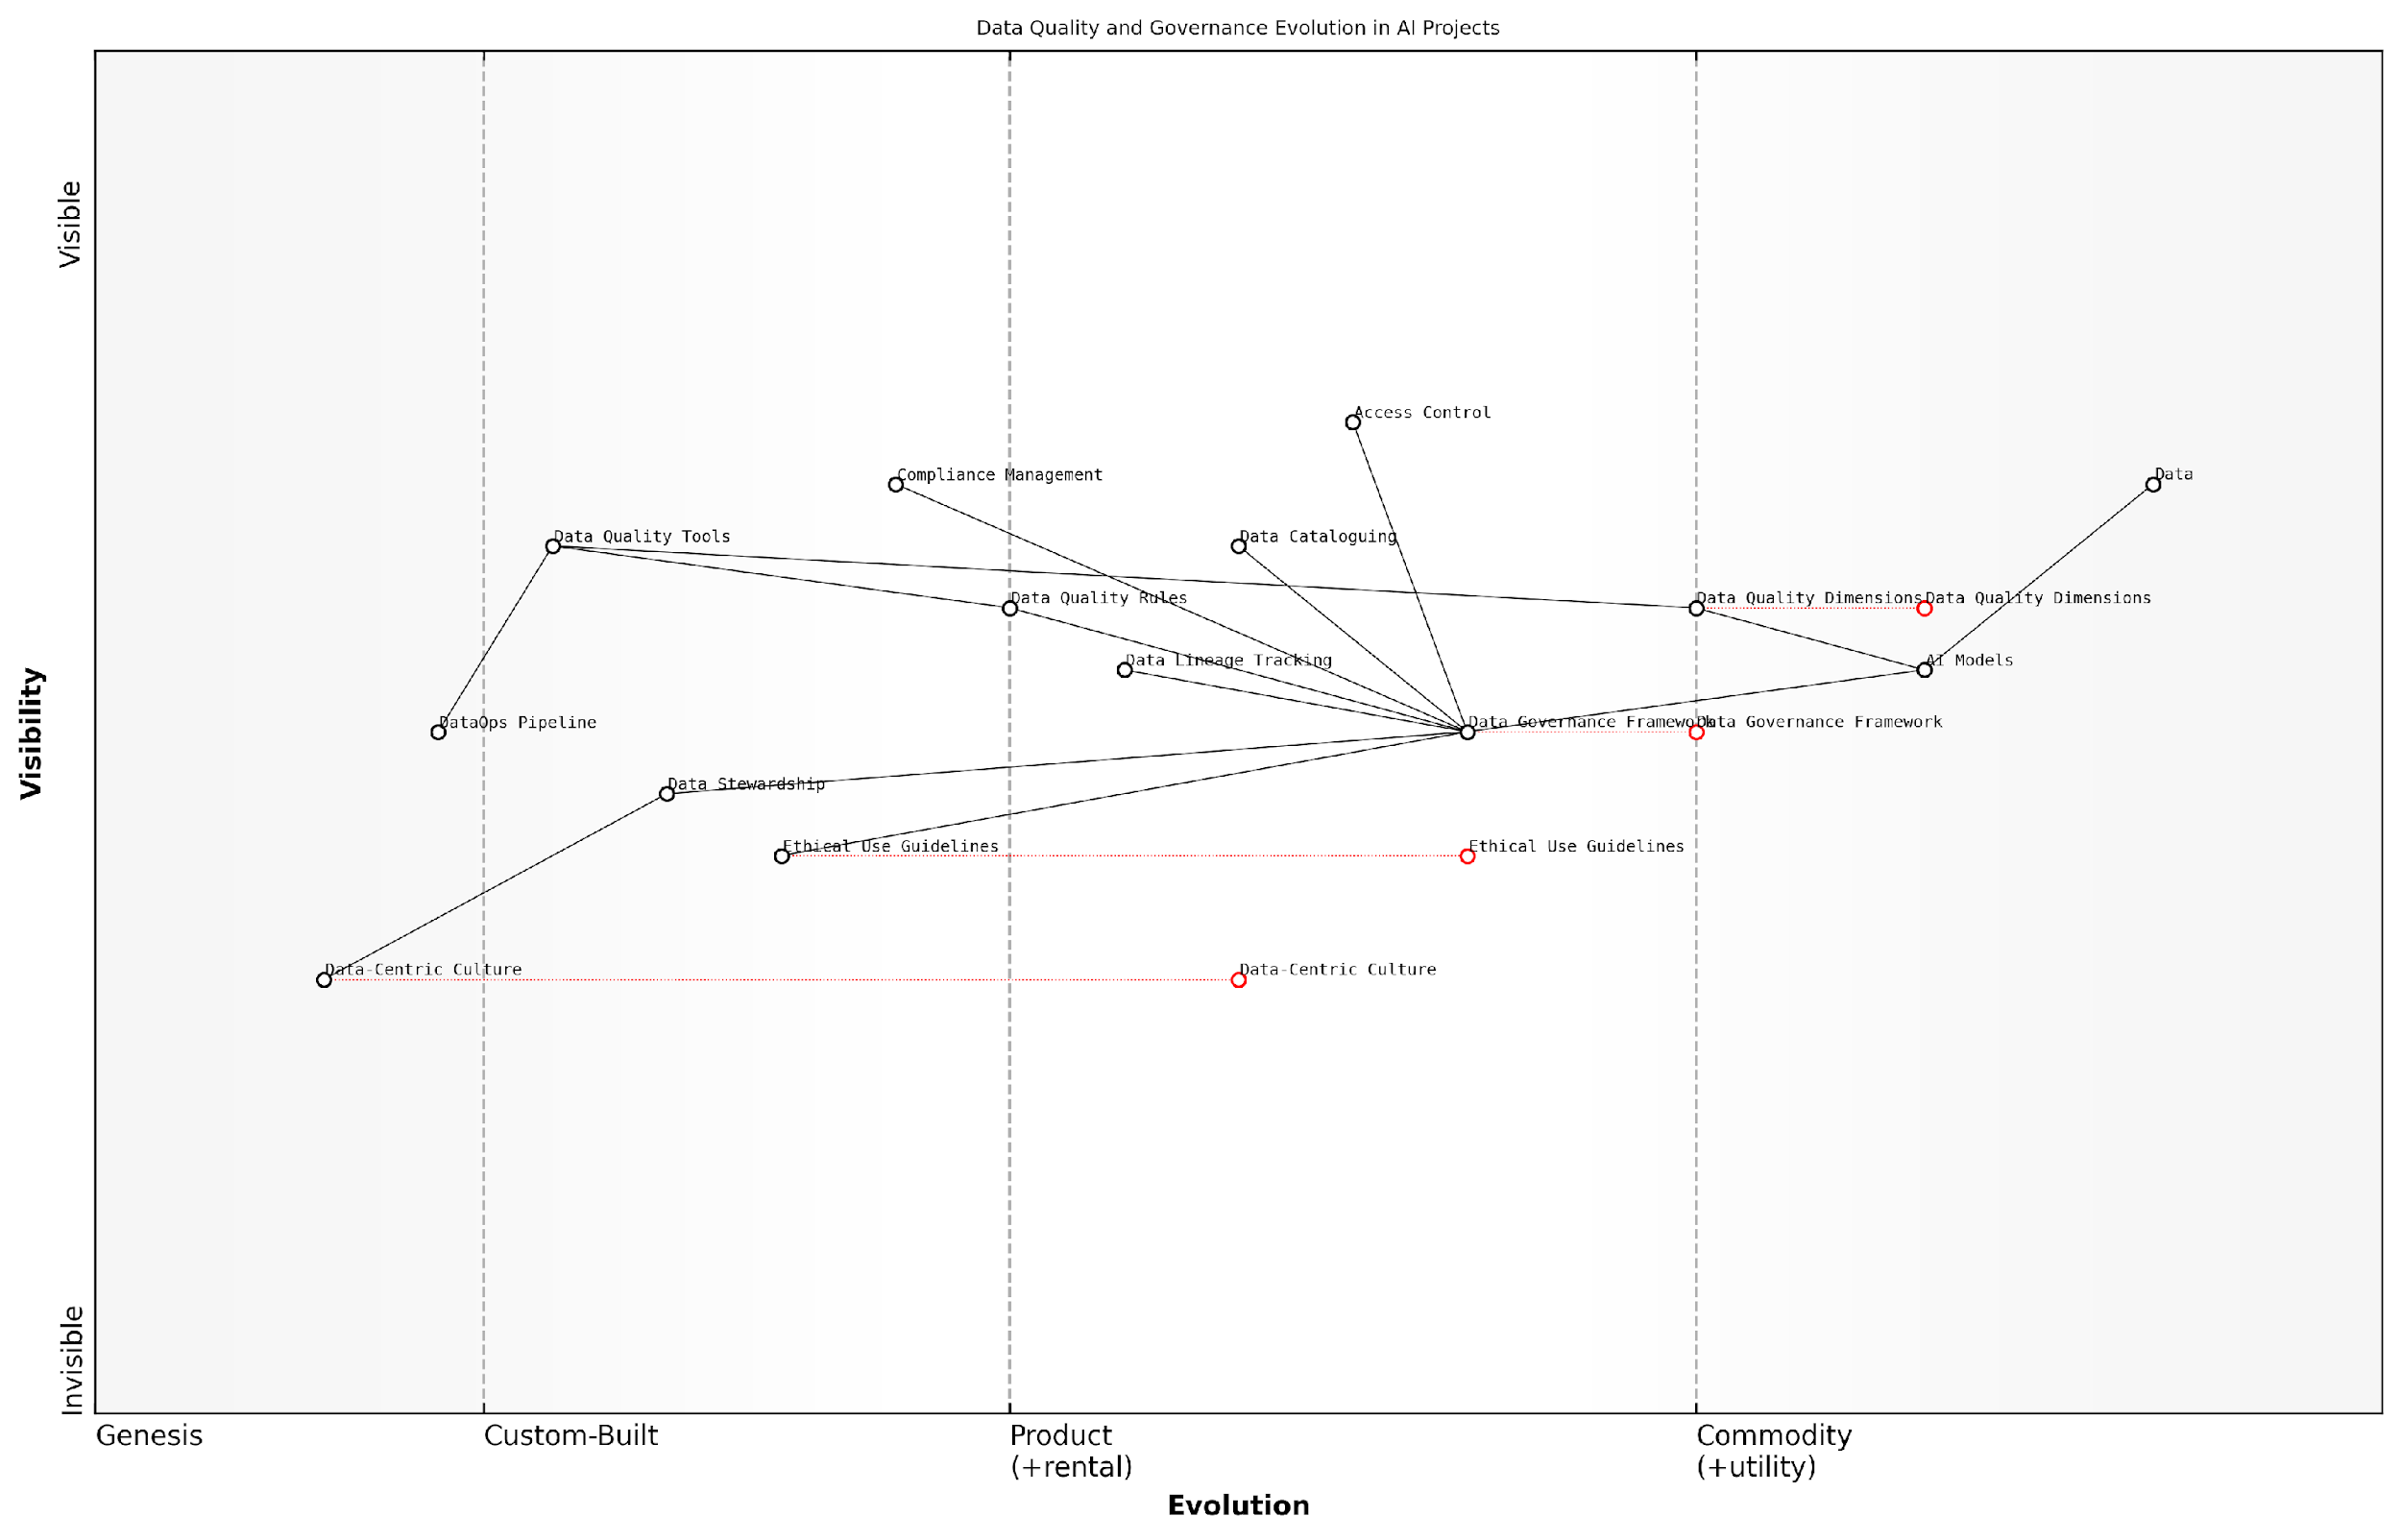 Data Quality and Governance Evolution in AI Projects
Visible
Access Control
Compliance Management
Data
Data Quality Tools
Data Cataloguing
Data Quality Rules
Data Quality Dimensions
Data Quality Dimensions
Data Lineage Tracking
AI Models
Visibility
DataOps Pipeline
Data Governance Framework
Data Governance Framework
Data Stewardship
Ethical Use Guidelines
Ethical Use Guidelines
Data-Centric Culture
Data-Centric Culture
Invisible
Genesis
Custom-Built
Product
(+rental)
Commodity
(+utility)
Evolution